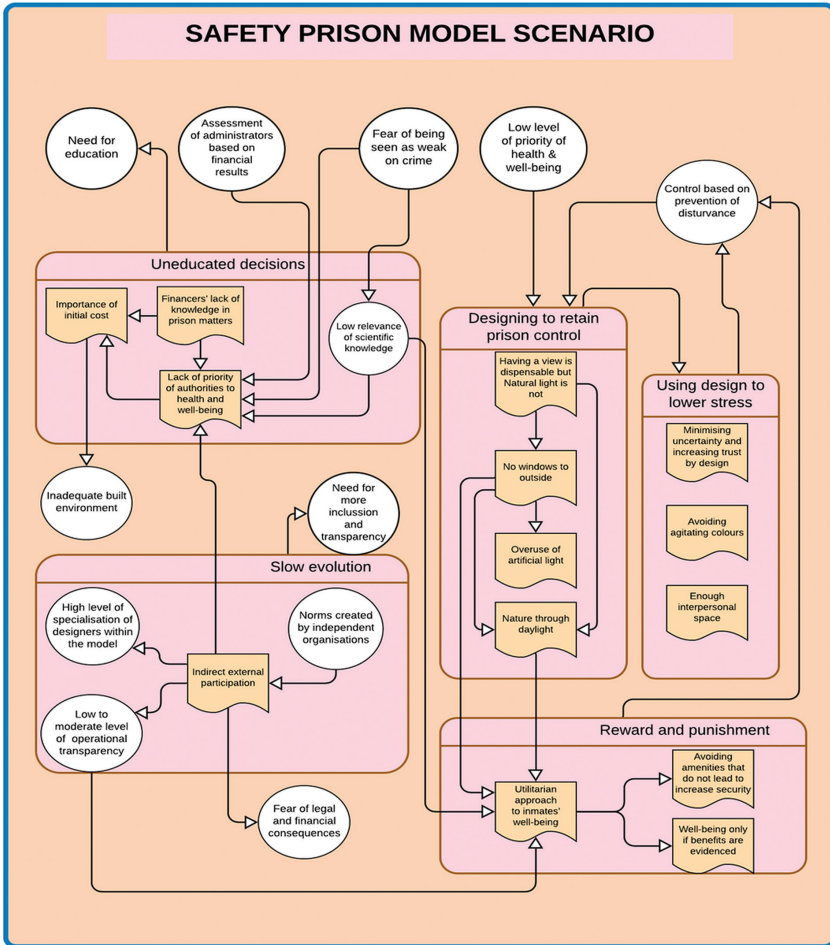 SAFETY PRISON MODEL SCENARIO
Need for
education
Assessment
of administrators
based on
financial
results
Fear of being
seen as weak
on crime
Low level
of priority of
health &
well-being
Control based on
prevention of
disturvance
Uneducated decisions
Importance of
initial cost
Financers' lack of
knowledge in
prison matters
Low relevance
of scientific
knowledge
Lack of priority
of authorities to
health and
well-being
Inadequate built
environment
Need for
more
inclussion
and
transparency
Designing to retain
prison control
Having a view is
dispensable but
Natural light is
not
No windows to
outside
Overuse of
artificial light
Nature through
daylight
Using design to
lower stress
Minimising
uncertainty and
increasing trust
by design
Avoiding
agitating colours
Enough
interpersonal
space
Slow evolution
High level of
specialisation of
designers within
the model
Norms created
by independent
organisations
Indirect external
participation
Low to
moderate level
of operational
transparency
Fear of legal
and financial
consequences
Reward and punishment
Utilitarian
approach
to inmates'
well-being
Avoiding
amenities that
do not lead to
increase security
Well-being only
if benefits are
evidenced